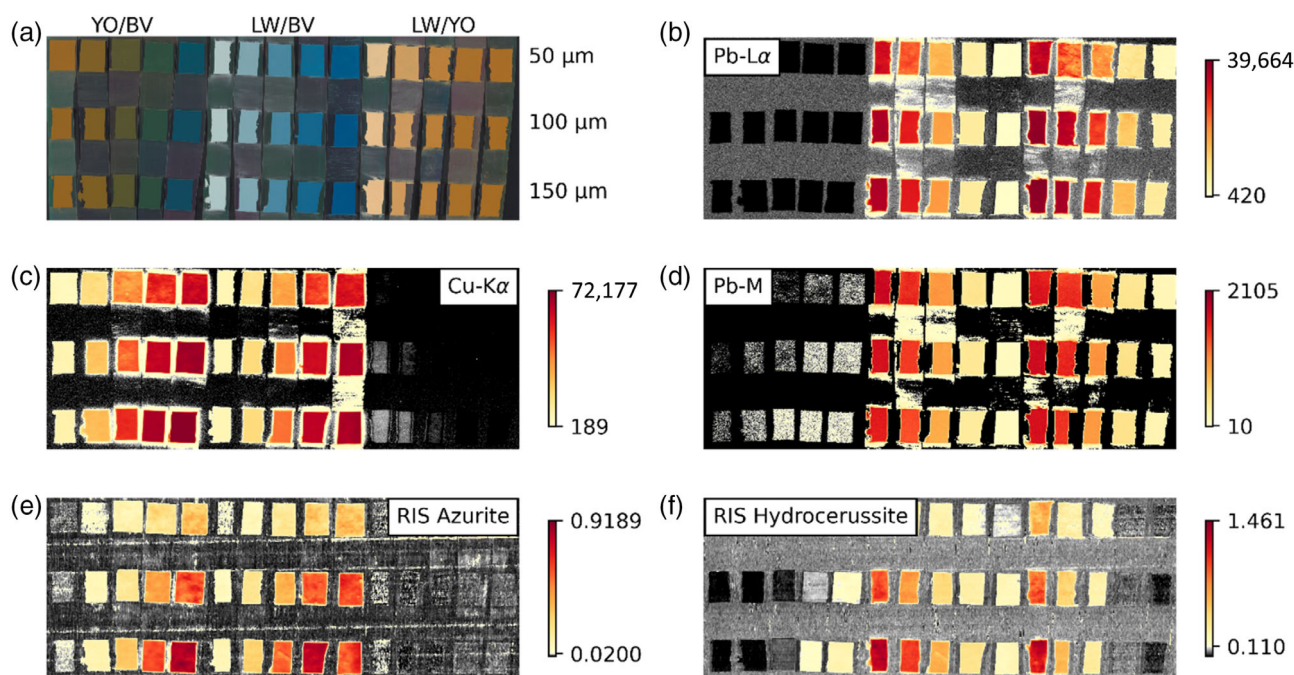 (a)
YO/BV LW/BV LW/YO
50 µm
100 µm
150 µm
(b)
Pb-Lα
39,664
420
(c)
Cu-Kα
72,177
189
(d)
Pb-M
2105
10
(e)
RIS Azurite
0.9189
0.0200
(f)
RIS Hydrocerussite
1.461
0.110